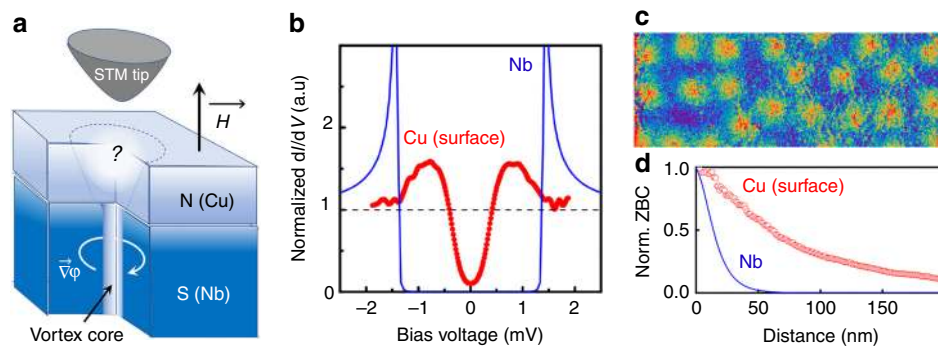 a
STM tip
H
?
N (Cu)
∇φ
S (Nb)
Vortex core
b
Normalized dI/dV (a.u)
2
1
0
Nb
Cu (surface)
−2.5
−1
0
1
2.5
Bias voltage (mV)
c
d
Norm. ZBC
1.0
0.5
0.0
Cu (surface)
Nb
0
50
100
150
Distance (nm)